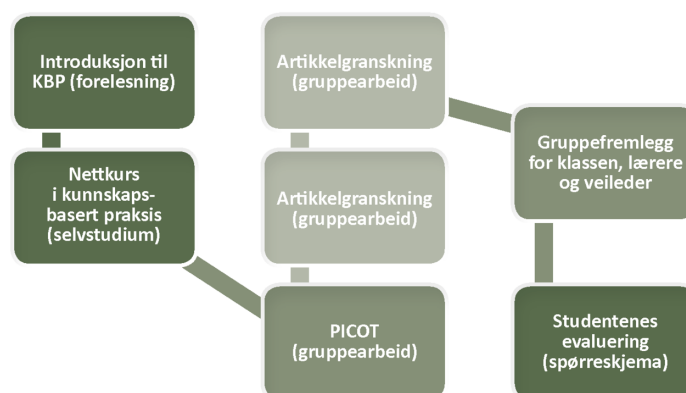 Introduksjon til
KBP (forelesning)
Nettkurs
i kunnskaps-
basert praksis
(selvstudium)
PICOT
(gruppearbeid)
Artikkelgranskning
(gruppearbeid)
Artikkelgranskning
(gruppearbeid)
Gruppefremlegg
for klassen, lærere
og veileder
Studentenes
evaluering
(spørreskjema)